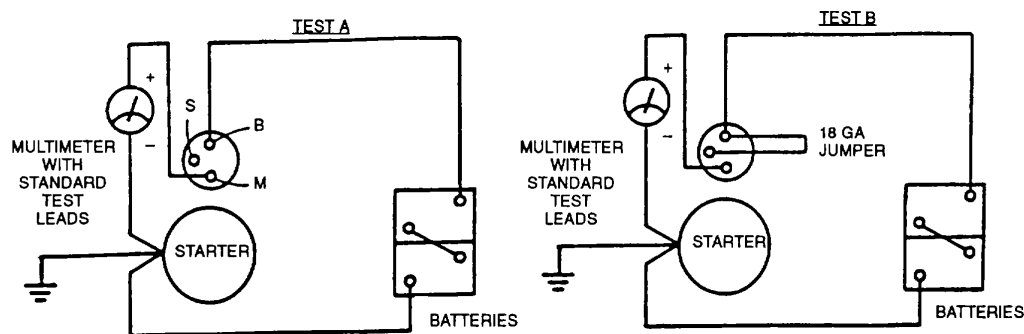 TEST A
+
S
B
−
MULTIMETER
WITH
STANDARD
TEST
LEADS
M
STARTER
BATTERIES
TEST B
+
−
18 GA
JUMPER
MULTIMETER
WITH
STANDARD
TEST
LEADS
STARTER
BATTERIES